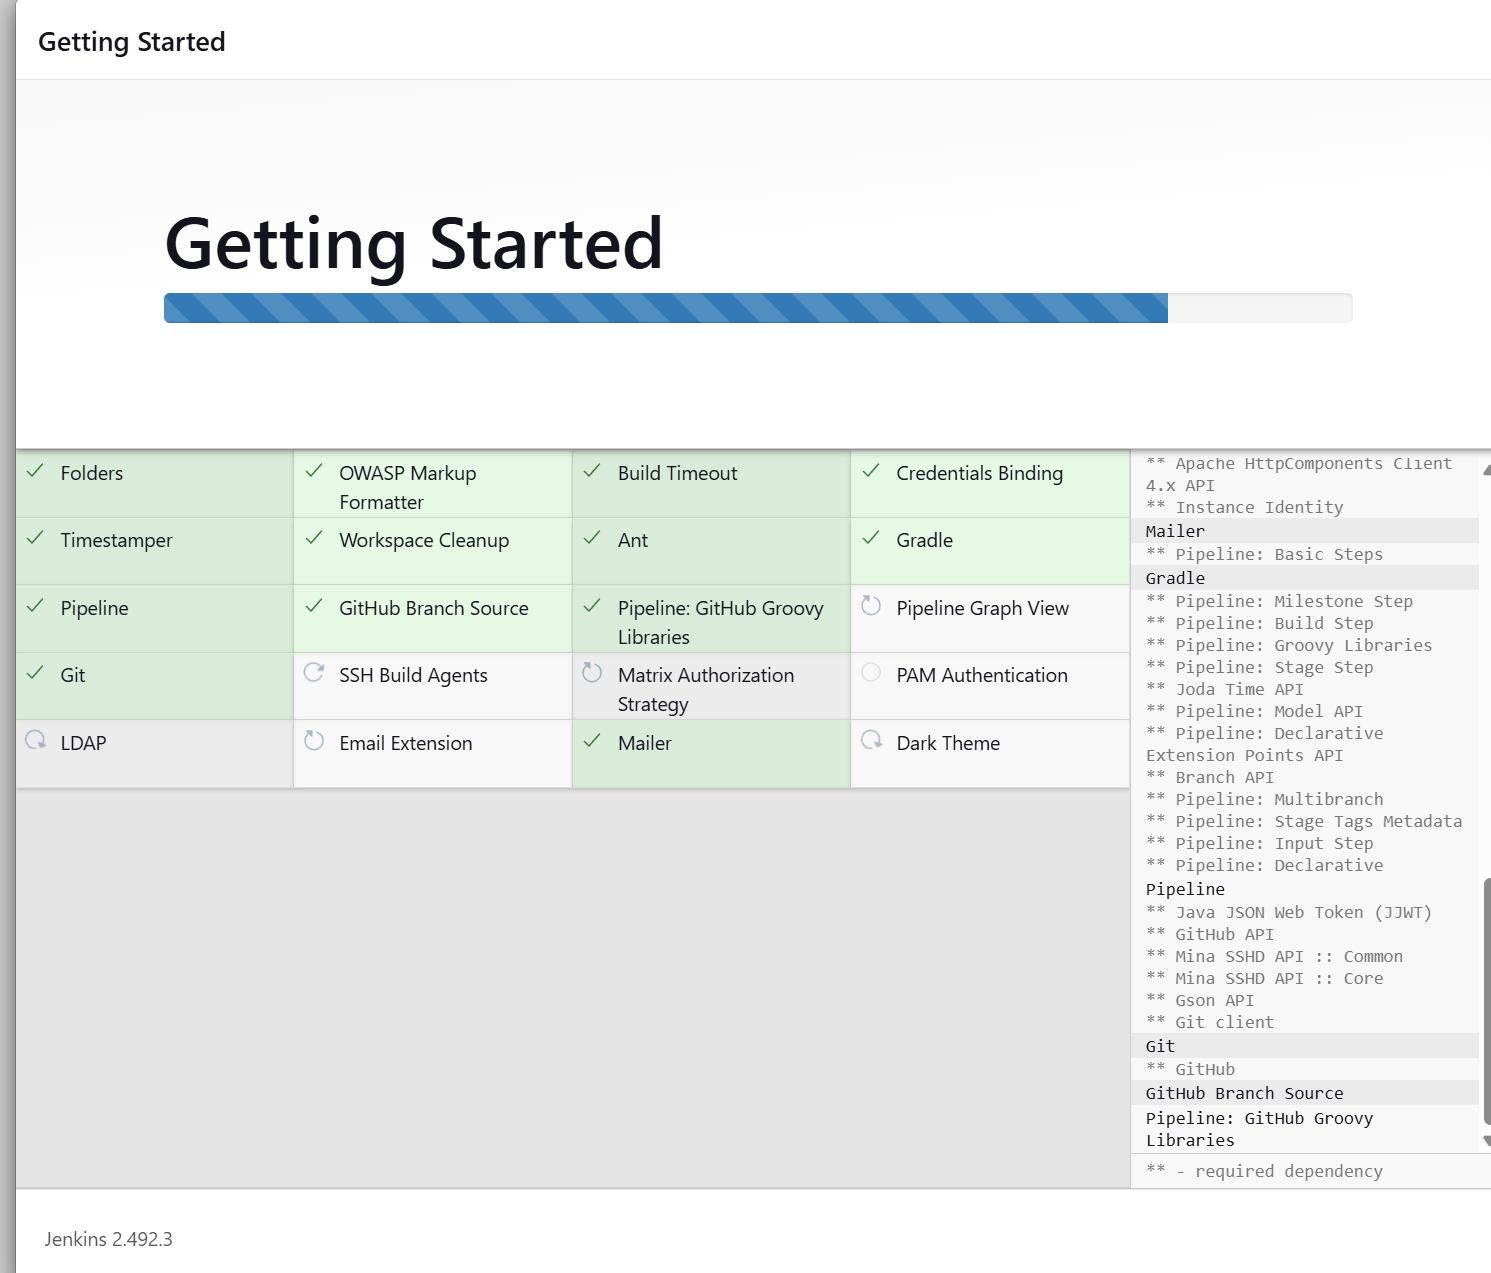 Getting Started
Getting Started
Folders
OWASP Markup
Formatter
Build Timeout
Credentials Binding
Timestamper
Workspace Cleanup
Ant
Gradle
Pipeline
GitHub Branch Source
Pipeline: GitHub Groovy
Libraries
Pipeline Graph View
Git
SSH Build Agents
Matrix Authorization
Strategy
PAM Authentication
LDAP
Email Extension
Mailer
Dark Theme
** Apache HttpComponents Client
4.x API
** Instance Identity
Mailer
** Pipeline: Basic Steps
Gradle
** Pipeline: Milestone Step
** Pipeline: Build Step
** Pipeline: Groovy Libraries
** Pipeline: Stage Step
** Joda Time API
** Pipeline: Model API
** Pipeline: Declarative
Extension Points API
** Branch API
** Pipeline: Multibranch
** Pipeline: Stage Tags Metadata
** Pipeline: Input Step
** Pipeline: Declarative
Pipeline
** Java JSON Web Token (JJWT)
** GitHub API
** Mina SSHD API :: Common
** Mina SSHD API :: Core
** Gson API
** Git client
Git
** GitHub
GitHub Branch Source
Pipeline: GitHub Groovy
Libraries
** - required dependency
Jenkins 2.492.3